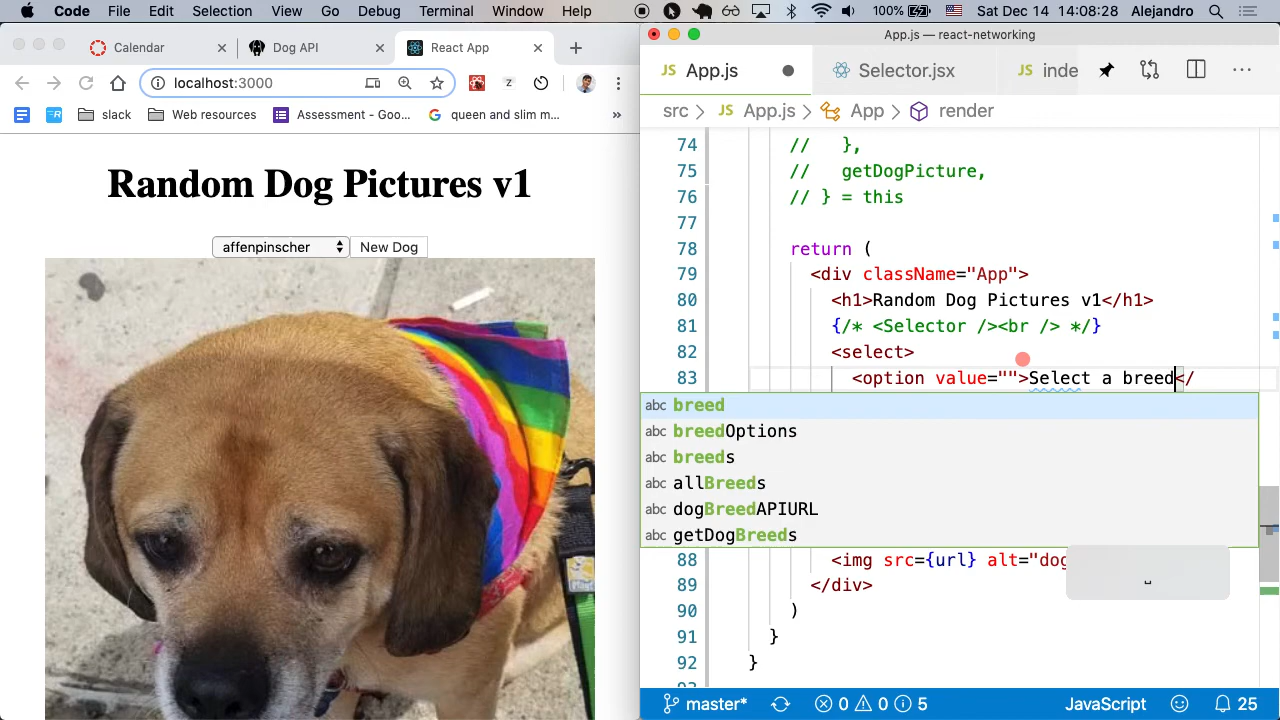 Code File Edit Selection View Go Debug Terminal Window Help 100% Sat Dec 14 14:08:28 Alejandro
Calendar
Dog API
React App
localhost:3000
slack
Web resources
Assessment - Goo...
queen and slim m...
»
Random Dog Pictures v1
affenpinscher
New Dog
App.js — react-networking
JS App.js
Selector.jsx
JS inde
src > JS App.js > App > render
74 // },
75 // getDogPicture,
76 // } = this
77
78 return (
79 <div className="App">
80 <h1>Random Dog Pictures v1</h1>
81 {/* <Selector /><br /> */}
82 <select>
83 <option value="">Select a breed</
abc breed
abc breedOptions
abc breeds
abc allBreeds
abc dogBreedAPIURL
abc getDogBreeds
88 <img src={url} alt="dog
89 </div>
90 )
91 }
92 }
master* 0 0 5 JavaScript 25